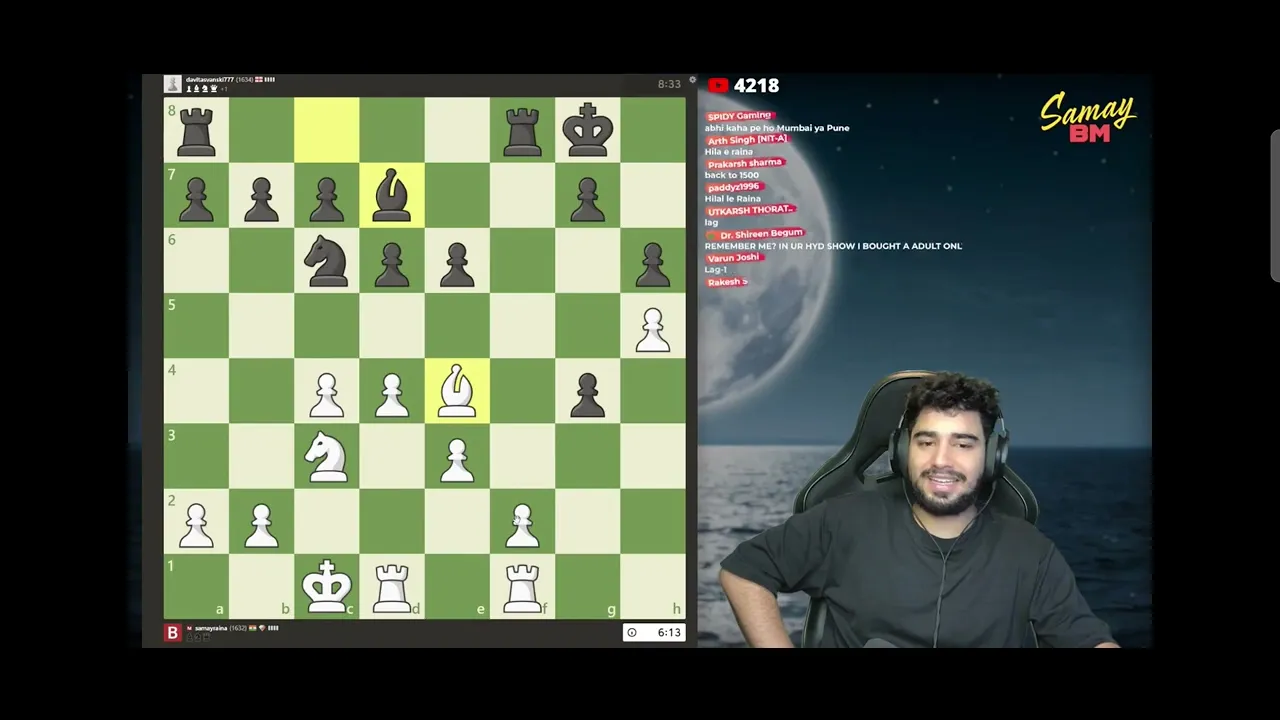 davitasvanski777 (1634)
+1
8:33
8
7
6
5
4
3
2
1
a
b
c
d
e
f
g
h
B
M samayraina (1632)
6:13
4218
SPIDY Gaming
abhi kaha pe ho Mumbai ya Pune
Arth Singh [NIT-A]
Hila e raina
Prakarsh sharma
back to 1500
paddyz1996
Hilal le Raina
UTKARSH THORAT..
lag
Dr. Shireen Begum
REMEMBER ME? IN UR HYD SHOW I BOUGHT A ADULT ONL
Varun Joshi
Lag-1
Rakesh S
Samay
BM